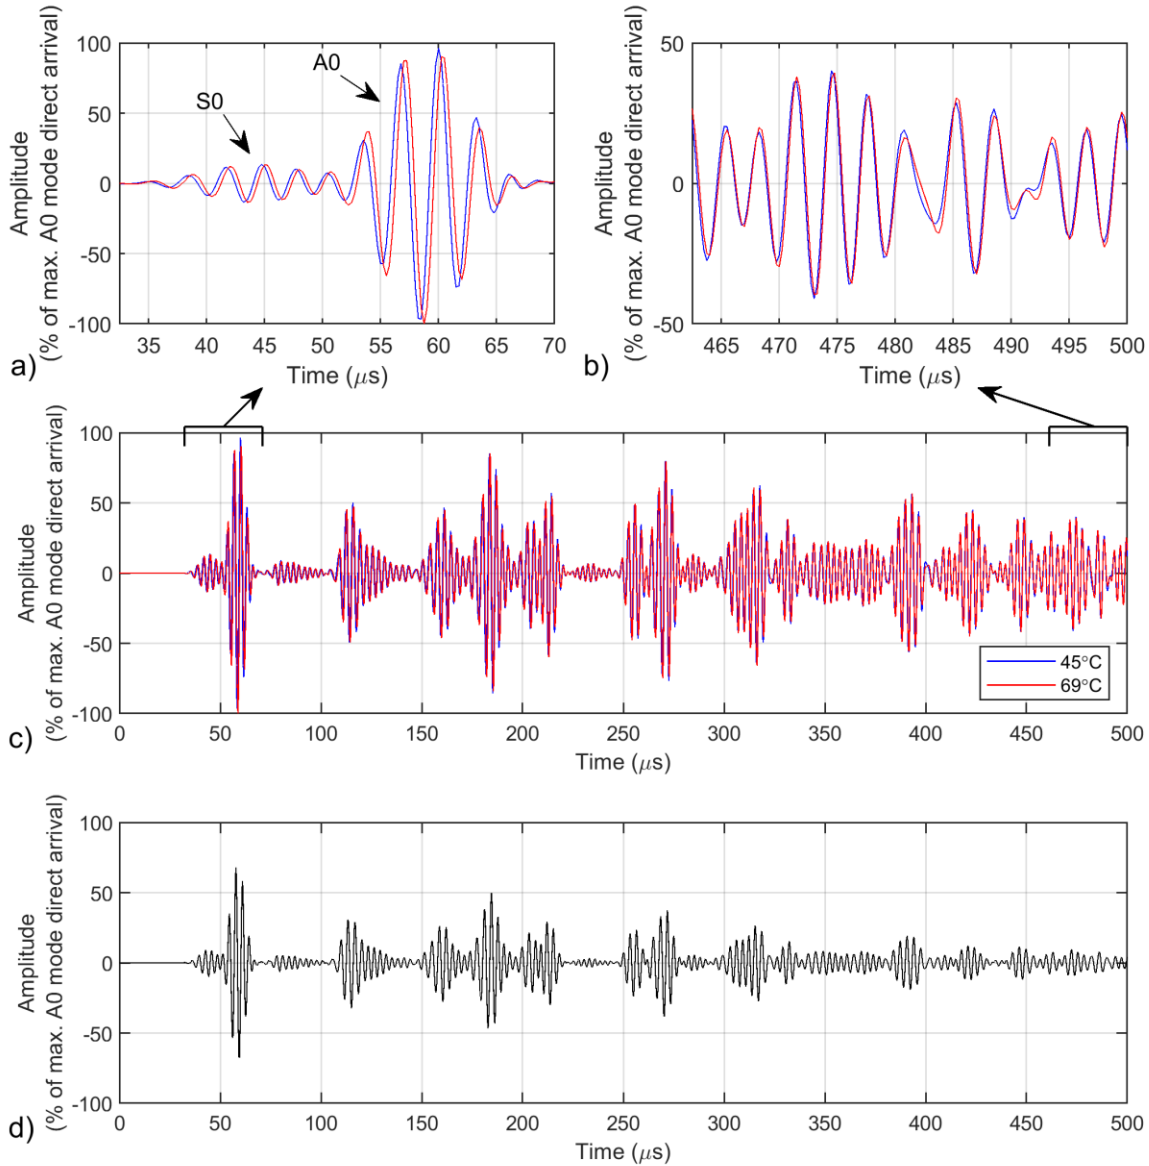 Amplitude
(% of max. A0 mode direct arrival)
100
50
0
-50
-100
S0
A0
35 40 45 50 55 60 65 70
Time (μs)
a)
Amplitude
(% of max. A0 mode direct arrival)
50
0
-50
465 470 475 480 485 490 495 500
Time (μs)
b)
Amplitude
(% of max. A0 mode direct arrival)
100
50
0
-50
-100
45°C
69°C
0 50 100 150 200 250 300 350 400 450 500
Time (μs)
c)
Amplitude
(% of max. A0 mode direct arrival)
100
50
0
-50
-100
0 50 100 150 200 250 300 350 400 450 500
Time (μs)
d)